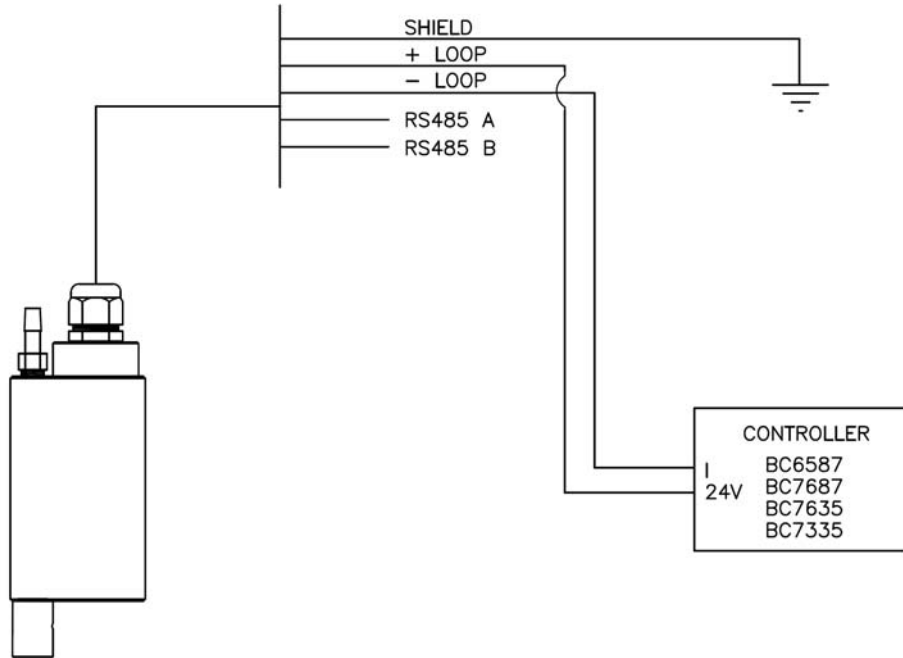 SHIELD
+ LOOP
- LOOP
RS485 A
RS485 B
CONTROLLER
I
24V
BC6587
BC7687
BC7635
BC7335